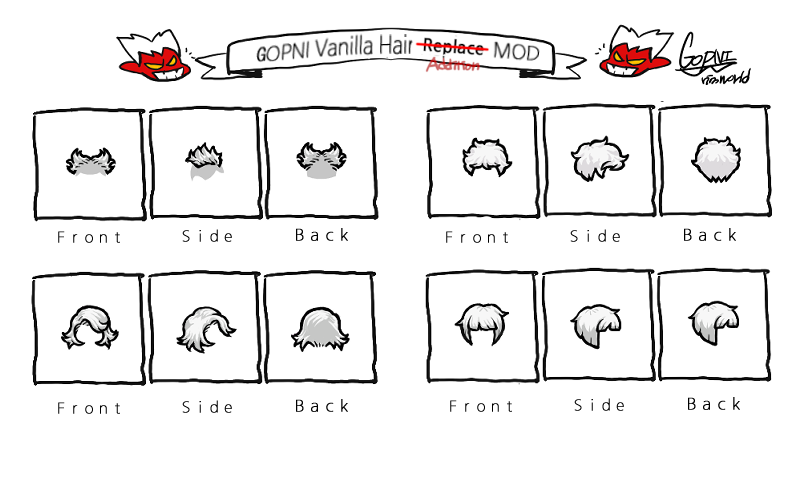 GOPNI Vanilla Hair Replace MOD
Addition
GOPNI
Front Side Back
Front Side Back
Front Side Back
Front Side Back